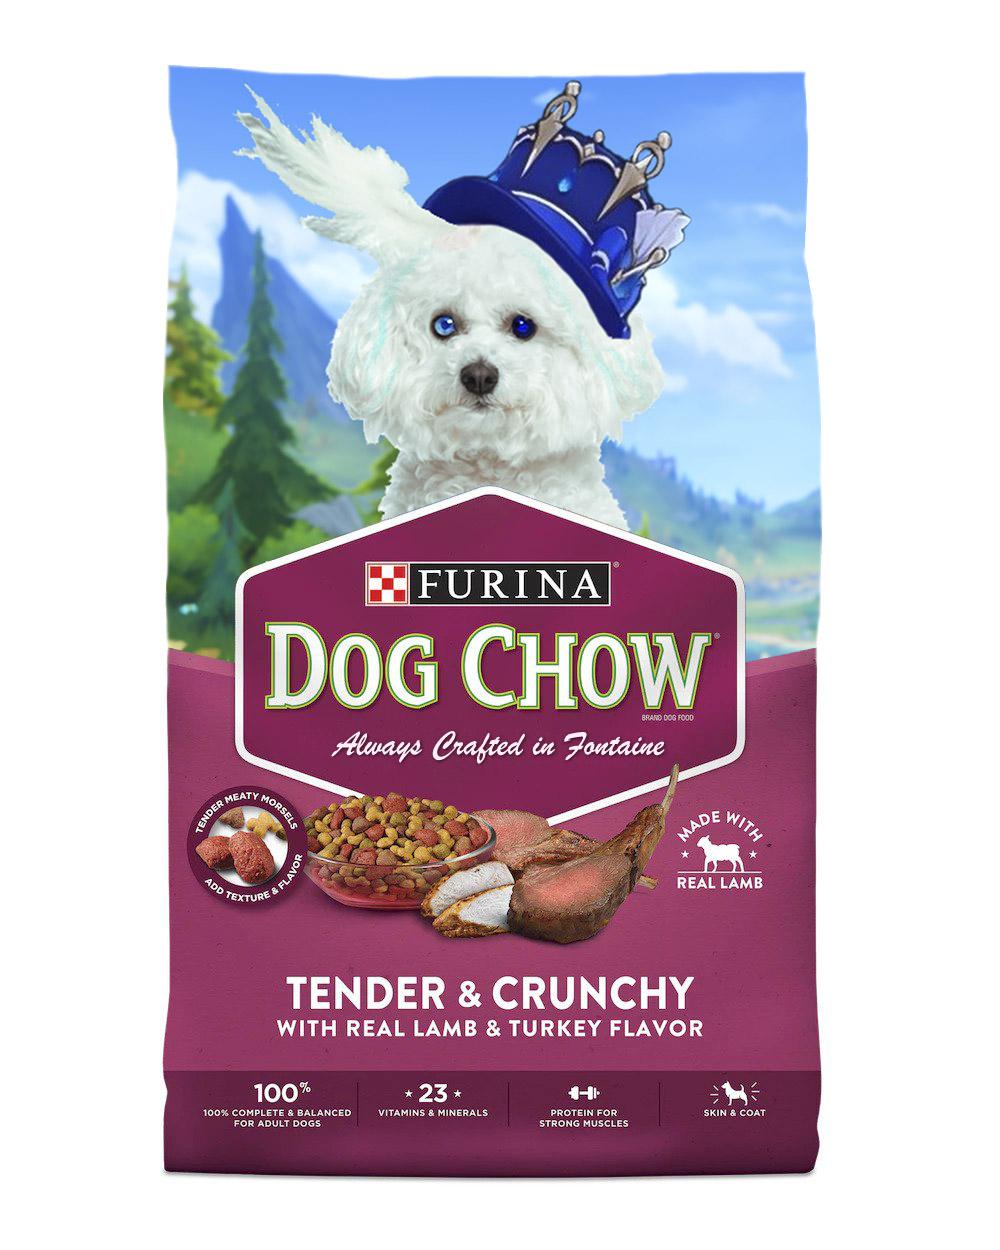 FURINA®
DOG CHOW®
BRAND DOG FOOD
Always Crafted in Fontaine
TENDER MEATY MORSELS
ADD TEXTURE & FLAVOR
MADE WITH
REAL LAMB
TENDER & CRUNCHY
WITH REAL LAMB & TURKEY FLAVOR
100%
100% COMPLETE & BALANCED
FOR ADULT DOGS
23
VITAMINS & MINERALS
PROTEIN FOR
STRONG MUSCLES
SKIN & COAT